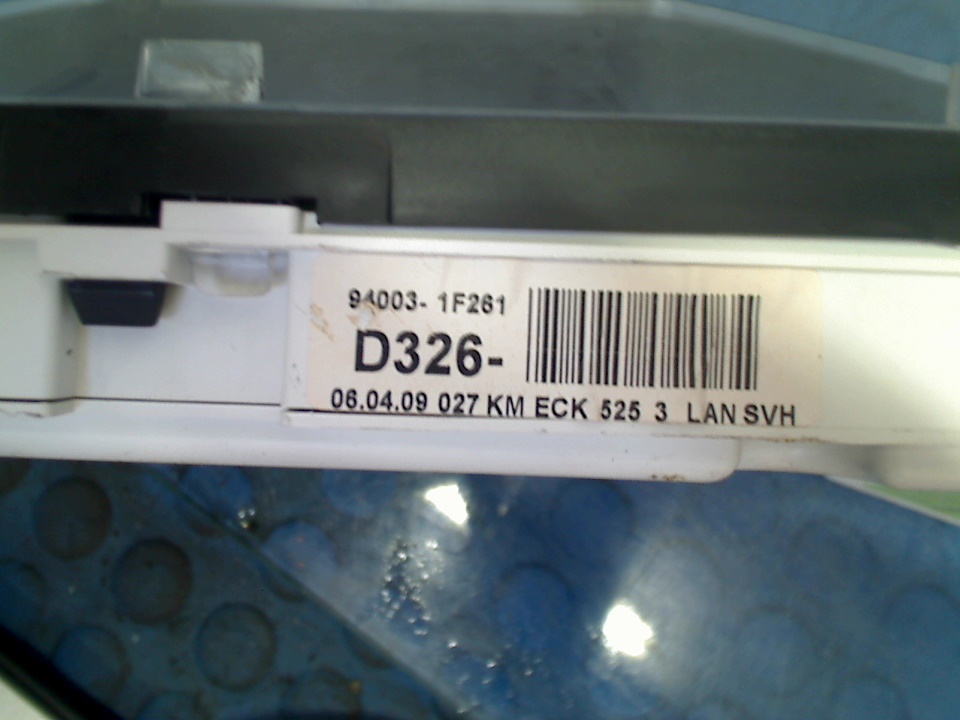 94003- 1F261
D326-
06.04.09 027 KM ECK 525 3 LAN SVH